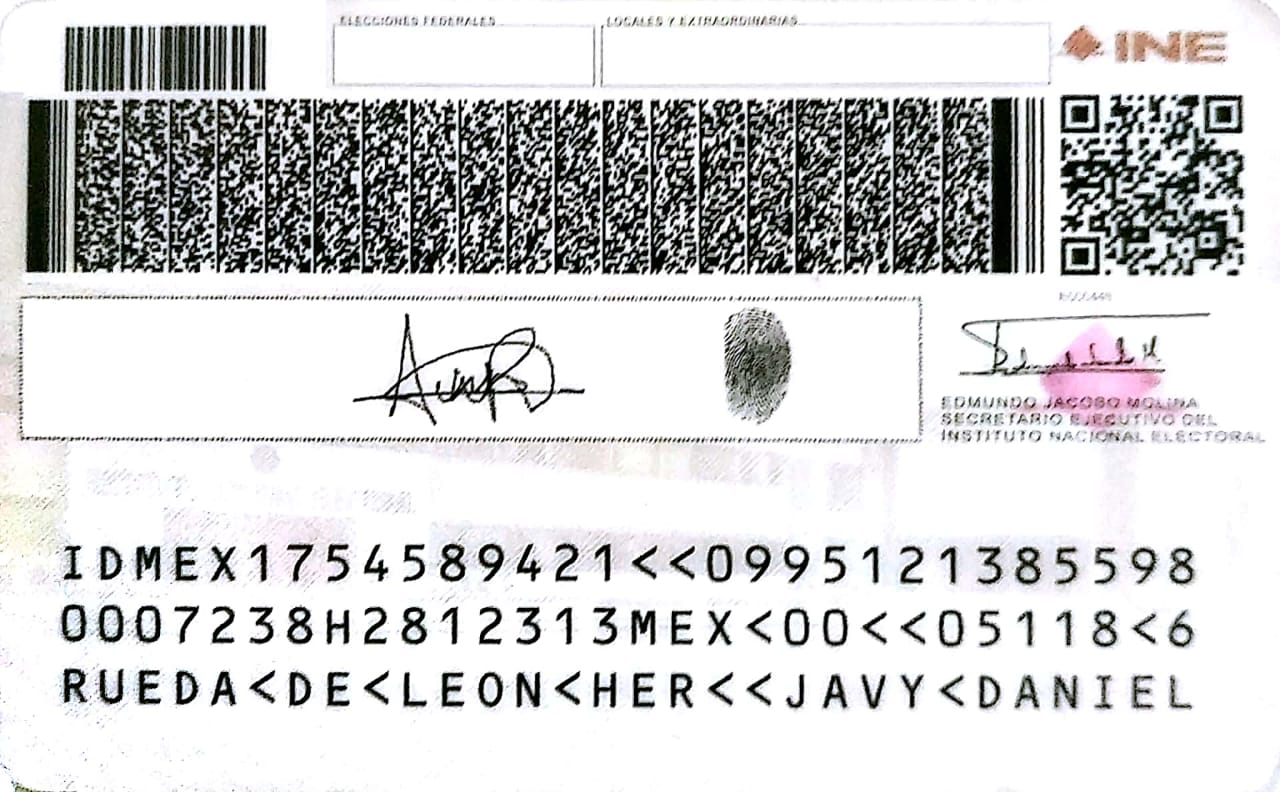 ELECCIONES FEDERALES
LOCALES Y EXTRAORDINARIAS
INE
EDMUNDO JACOBO MOLINA
SECRETARIO EJECUTIVO DEL
INSTITUTO NACIONAL ELECTORAL
IDMEX1754589421<<0995121385598
0007238H2812313MEX<00<<05118<6
RUEDA<DE<LEON<HER<<JAVY<DANIEL